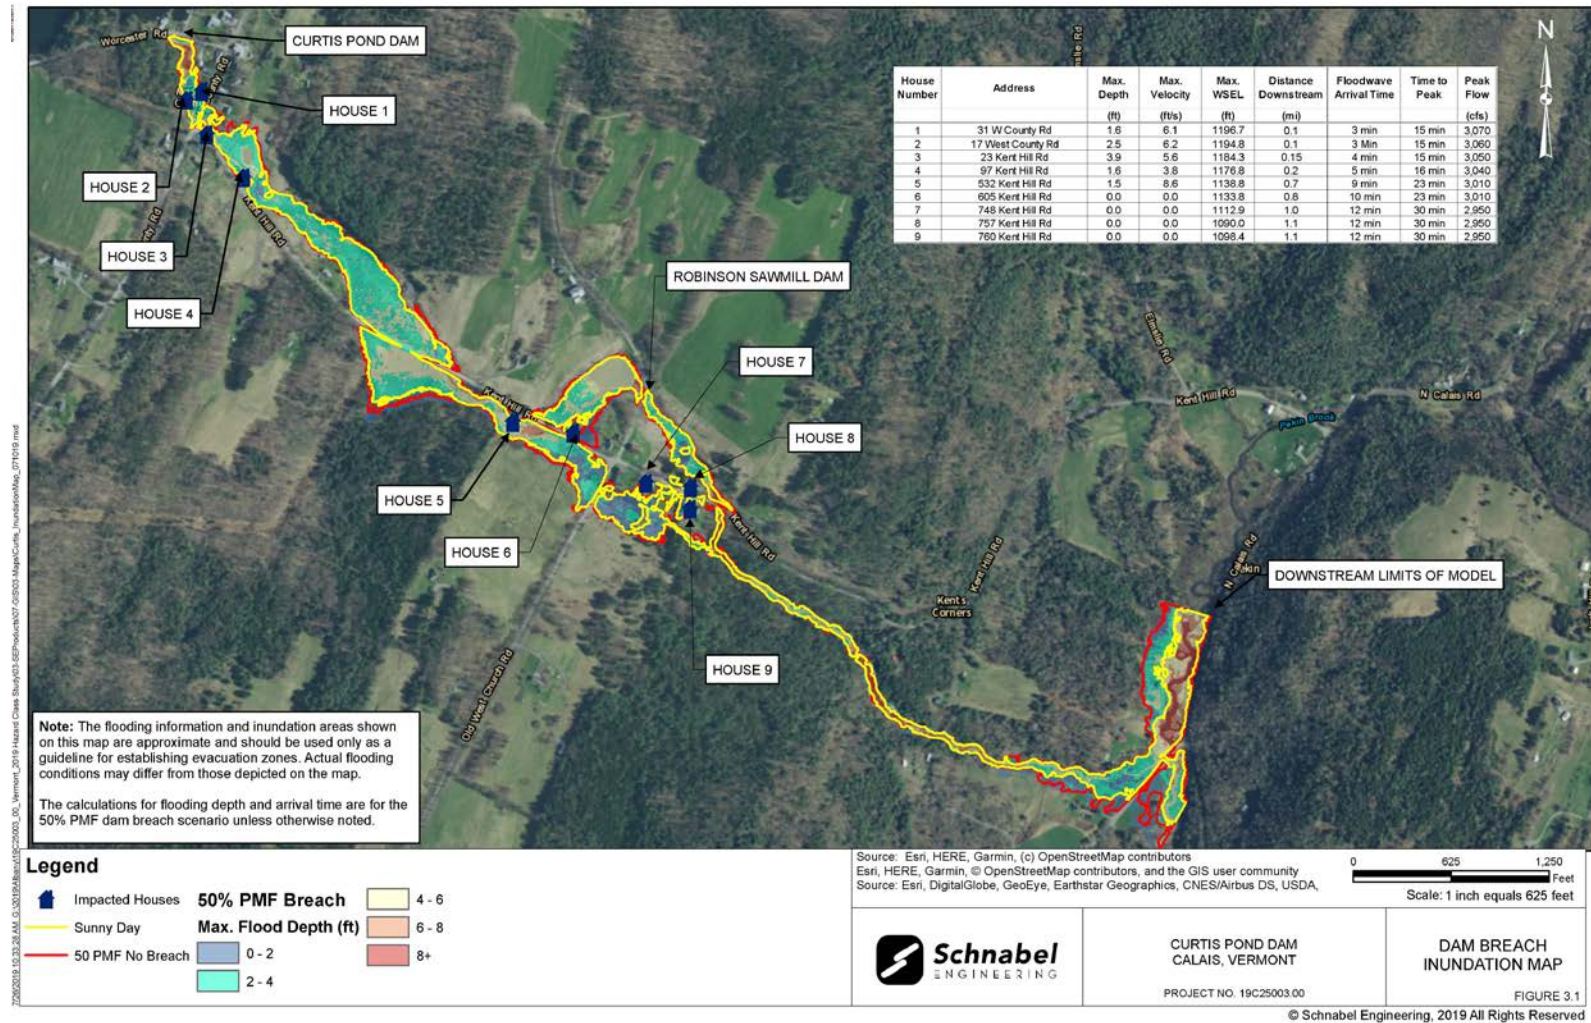 Worcester Rd
CURTIS POND DAM
HOUSE 1
HOUSE 2
HOUSE 3
HOUSE 4
Kent Hill Rd
ROBINSON SAWMILL DAM
HOUSE 7
HOUSE 8
HOUSE 5
HOUSE 6
HOUSE 9
Kent Hill Rd
Old West Church Rd
Kent's
Corners
Kent Hill Rd
Elmslie Rd
Kent Hill Rd
N Calais Rd
Pekin Brook
N Calais Rd
DOWNSTREAM LIMITS OF MODEL
N
House Number Address Max. Depth (ft) Max. Velocity (ft/s) Max. WSEL (ft) Distance Downstream (mi) Floodwave Arrival Time Time to Peak Peak Flow (cfs)
1 31 W County Rd 1.6 6.1 1196.7 0.1 3 min 15 min 3,070
2 17 West County Rd 2.5 6.2 1194.8 0.1 3 Min 15 min 3,060
3 23 Kent Hill Rd 3.9 5.6 1184.3 0.15 4 min 15 min 3,050
4 97 Kent Hill Rd 1.6 3.8 1176.8 0.2 5 min 16 min 3,040
5 532 Kent Hill Rd 1.5 8.6 1138.8 0.7 9 min 23 min 3,010
6 605 Kent Hill Rd 0.0 0.0 1133.8 0.8 10 min 23 min 3,010
7 748 Kent Hill Rd 0.0 0.0 1112.9 1.0 12 min 30 min 2,950
8 757 Kent Hill Rd 0.0 0.0 1090.0 1.1 12 min 30 min 2,950
9 760 Kent Hill Rd 0.0 0.0 1098.4 1.1 12 min 30 min 2,950
Note: The flooding information and inundation areas shown
on this map are approximate and should be used only as a
guideline for establishing evacuation zones. Actual flooding
conditions may differ from those depicted on the map.
The calculations for flooding depth and arrival time are for the
50% PMF dam breach scenario unless otherwise noted.
Legend
Impacted Houses
Sunny Day
50 PMF No Breach
50% PMF Breach
Max. Flood Depth (ft)
0 - 2
2 - 4
4 - 6
6 - 8
8+
Source: Esri, HERE, Garmin, (c) OpenStreetMap contributors
Esri, HERE, Garmin, © OpenStreetMap contributors, and the GIS user community
Source: Esri, DigitalGlobe, GeoEye, Earthstar Geographics, CNES/Airbus DS, USDA,
0 625 1,250
Feet
Scale: 1 inch equals 625 feet
Schnabel
ENGINEERING
CURTIS POND DAM
CALAIS, VERMONT
PROJECT NO. 19C25003.00
DAM BREACH
INUNDATION MAP
FIGURE 3.1
© Schnabel Engineering, 2019 All Rights Reserved